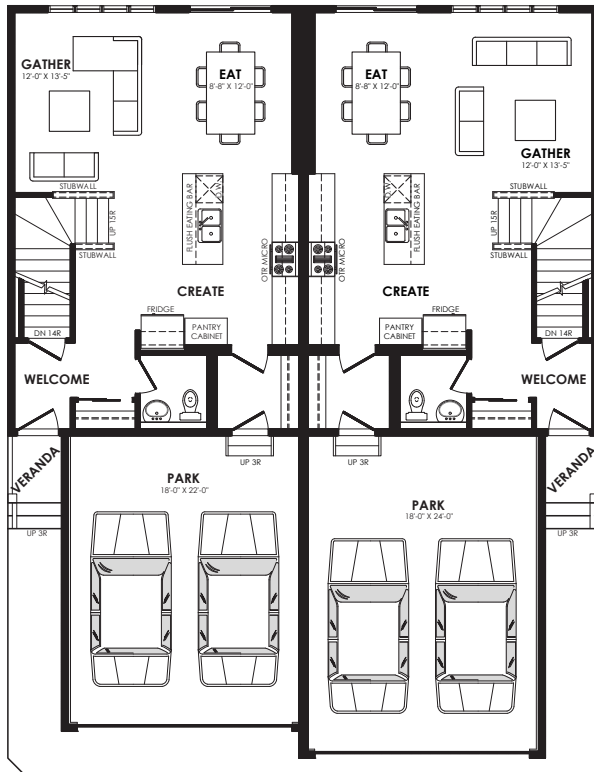 GATHER
12'-0" X 13'-5"
EAT
8'-8" X 12'-0"
STUBWALL
UP 15R
STUBWALL
FLUSH EATING BAR
D.W.
OTR MICRO
CREATE
FRIDGE
PANTRY
CABINET
DN 14R
WELCOME
VERANDA
UP 3R
UP 3R
PARK
18'-0" X 22'-0"
EAT
8'-8" X 12'-0"
GATHER
12'-0" X 13'-5"
STUBWALL
UP 15R
STUBWALL
FLUSH EATING BAR
D.W.
OTR MICRO
CREATE
FRIDGE
PANTRY
CABINET
DN 14R
WELCOME
VERANDA
UP 3R
UP 3R
PARK
18'-0" X 24'-0"